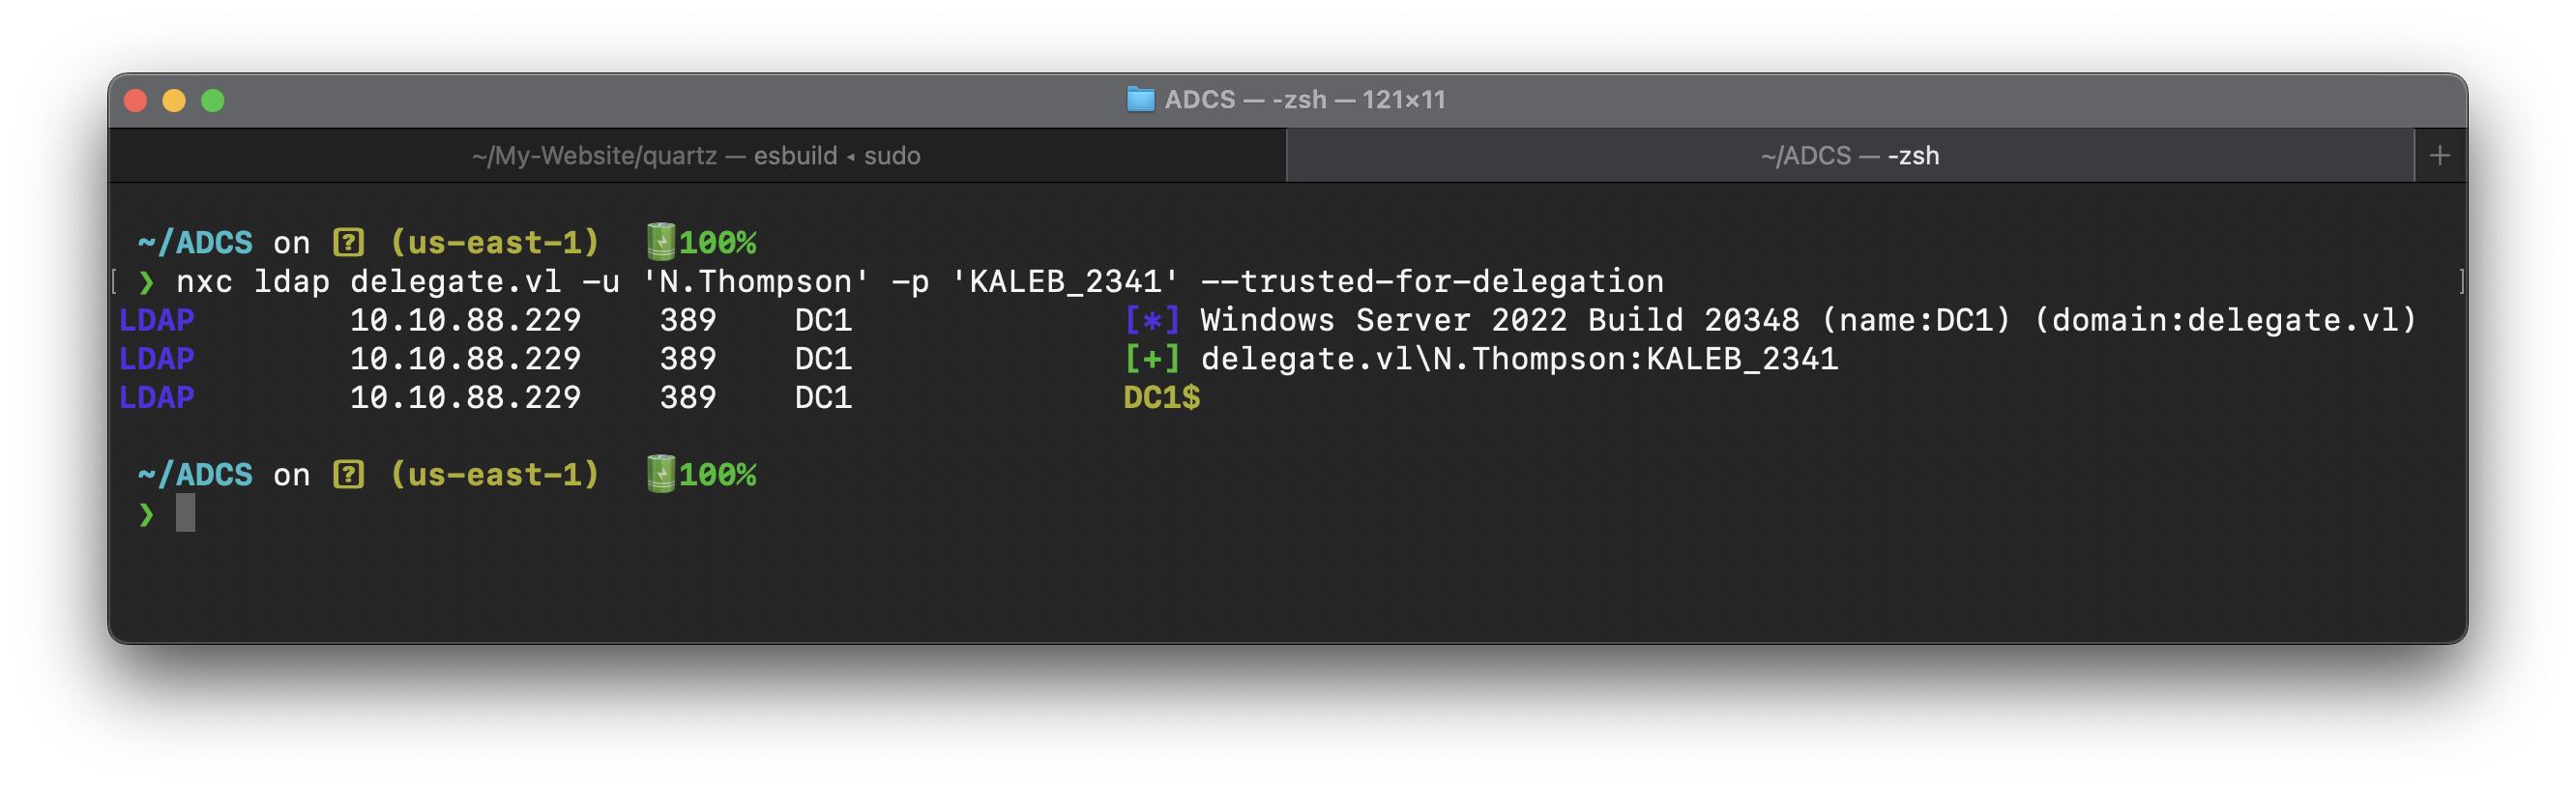 ADCS — -zsh — 121×11
~/My-Website/quartz — esbuild ◂ sudo
~/ADCS — -zsh
+
~/ADCS on ? (us-east-1) 100%
[ ❯ nxc ldap delegate.vl -u 'N.Thompson' -p 'KALEB_2341' --trusted-for-delegation ]
LDAP 10.10.88.229 389 DC1 [*] Windows Server 2022 Build 20348 (name:DC1) (domain:delegate.vl)
LDAP 10.10.88.229 389 DC1 [+] delegate.vl\N.Thompson:KALEB_2341
LDAP 10.10.88.229 389 DC1 DC1$
~/ADCS on ? (us-east-1) 100%
❯